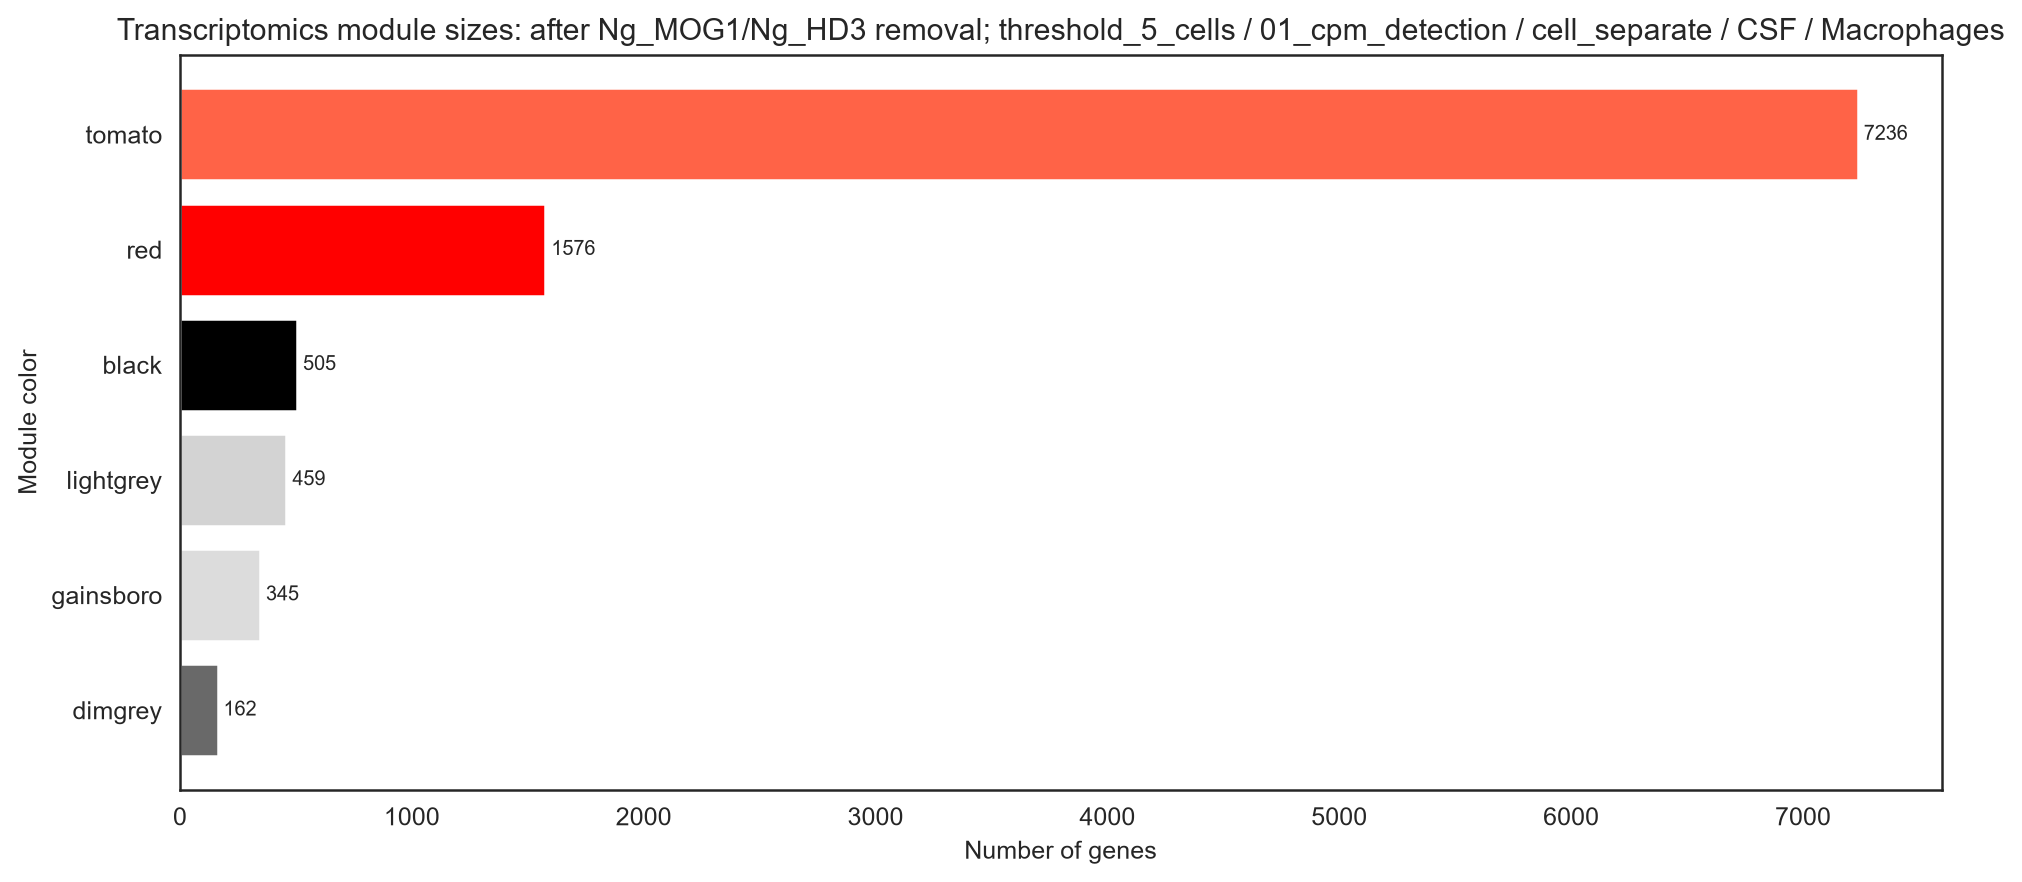 Transcriptomics module sizes: after Ng_MOG1/Ng_HD3 removal; threshold_5_cells / 01_cpm_detection / cell_separate / CSF / Macrophages
Module color
tomato
7236
red
1576
black
505
lightgrey
459
gainsboro
345
dimgrey
162
0 1000 2000 3000 4000 5000 6000 7000
Number of genes